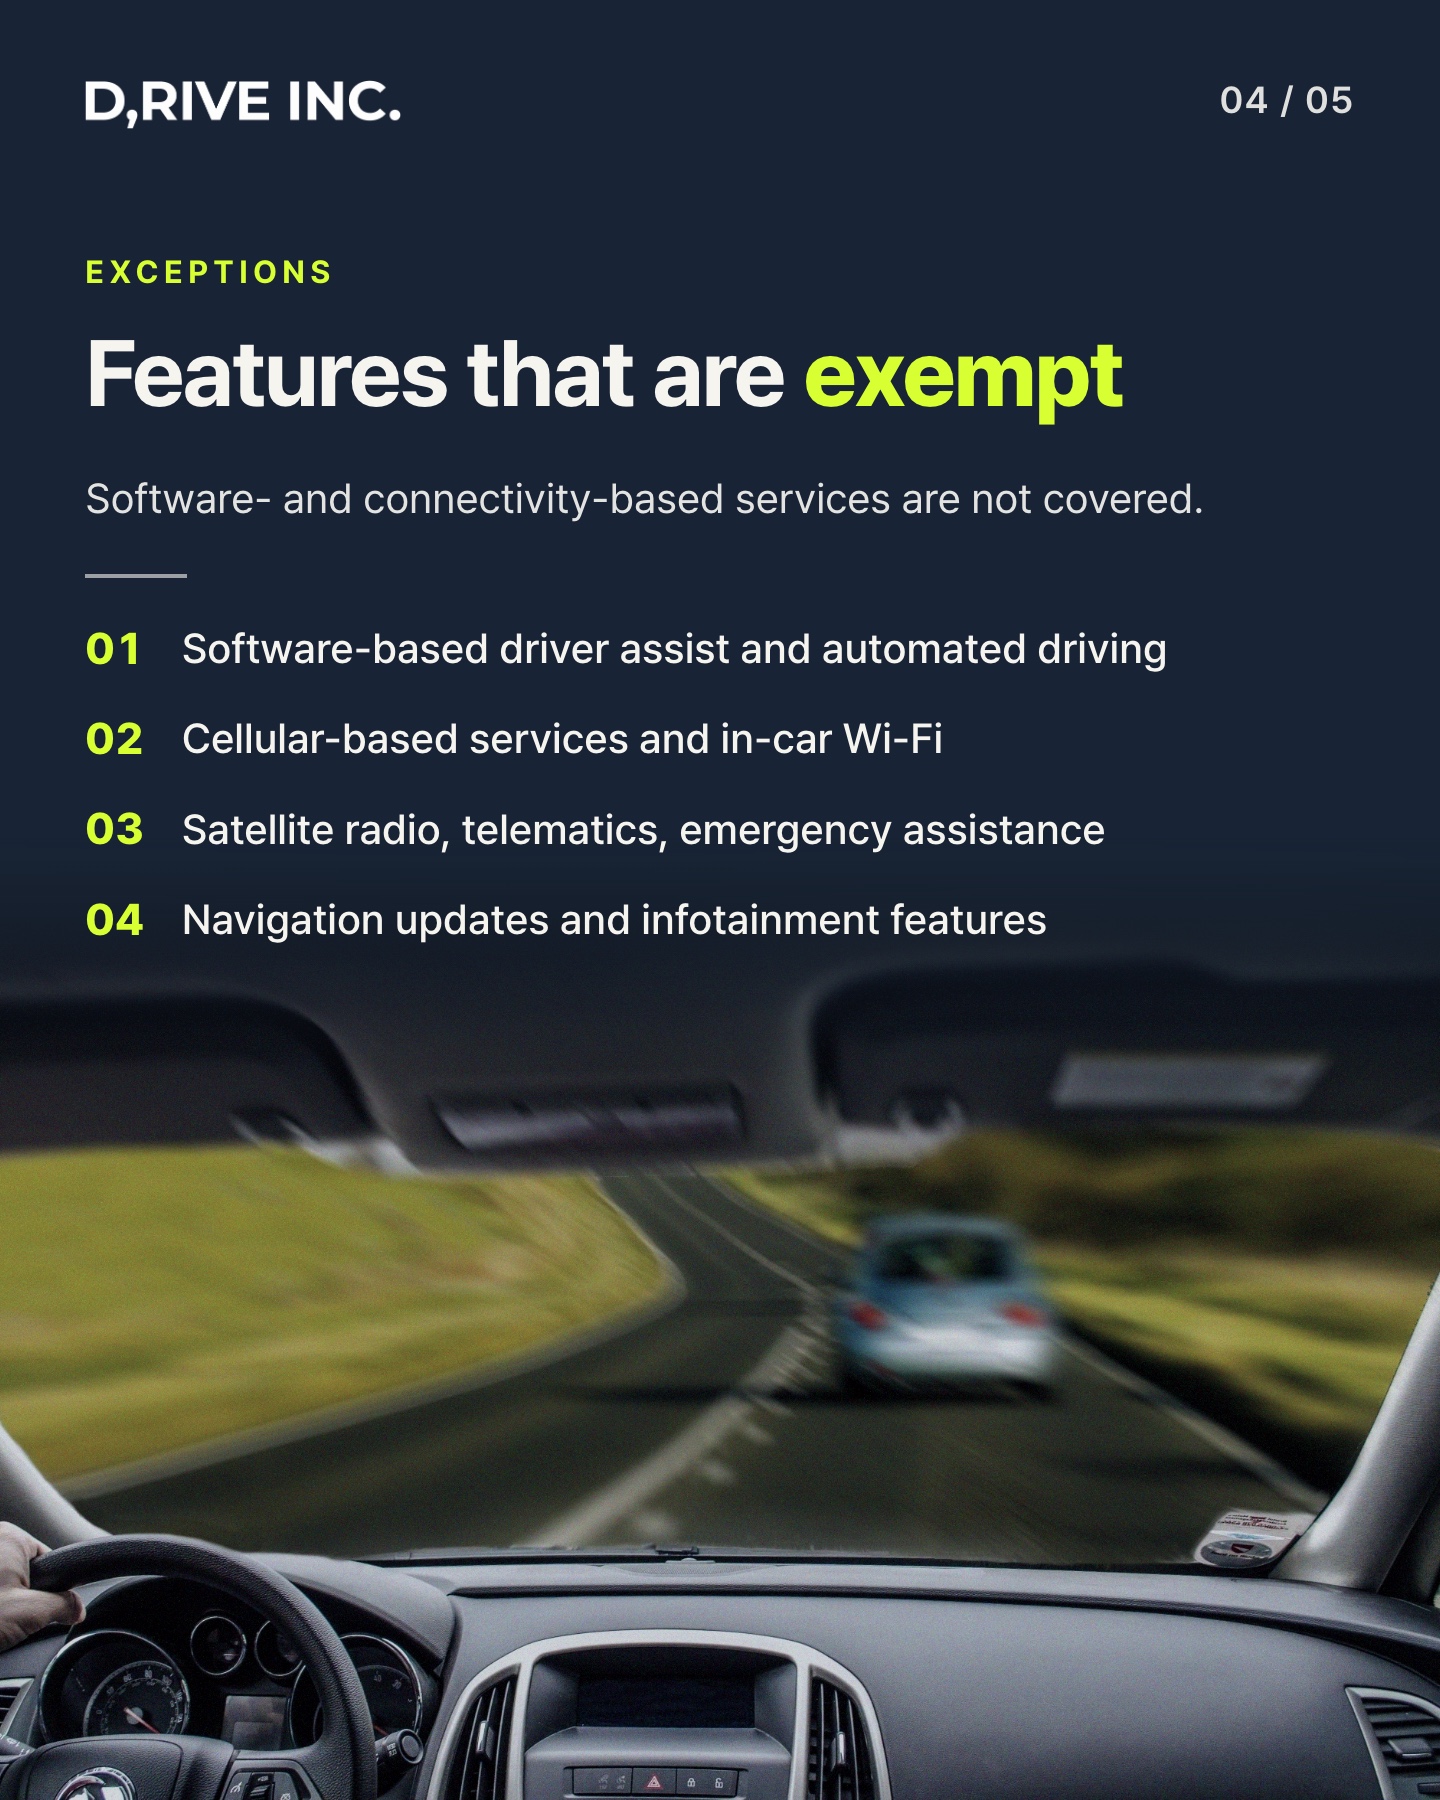 D,RIVE INC.
04 / 05
EXCEPTIONS
Features that are exempt
Software- and connectivity-based services are not covered.
01 Software-based driver assist and automated driving
02 Cellular-based services and in-car Wi-Fi
03 Satellite radio, telematics, emergency assistance
04 Navigation updates and infotainment features